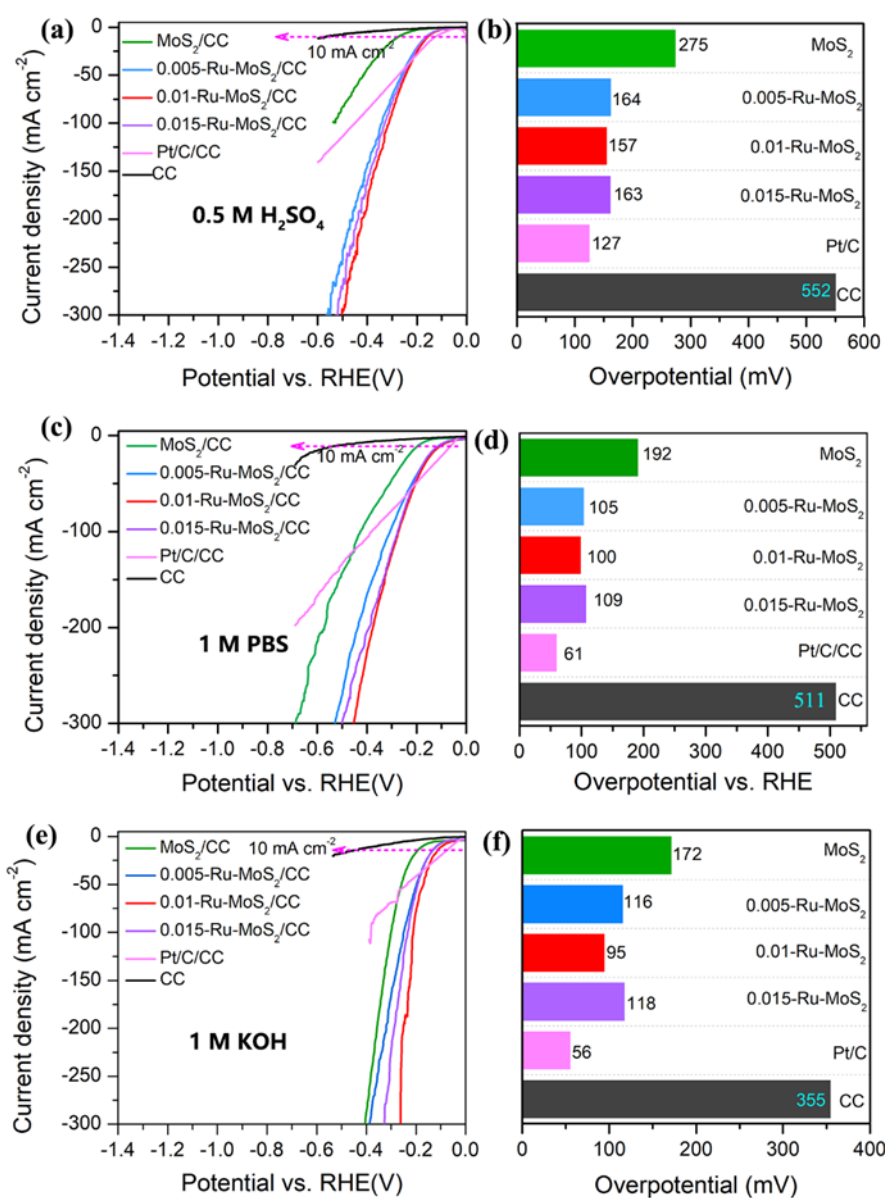 (a)
10 mA cm⁻²
MoS₂/CC
0.005-Ru-MoS₂/CC
0.01-Ru-MoS₂/CC
0.015-Ru-MoS₂/CC
Pt/C/CC
CC
0.5 M H₂SO₄
Current density (mA cm⁻²)
0
-50
-100
-150
-200
-250
-300
-1.4 -1.2 -1.0 -0.8 -0.6 -0.4 -0.2 0.0
Potential vs. RHE(V)
(b)
275 MoS₂
164 0.005-Ru-MoS₂
157 0.01-Ru-MoS₂
163 0.015-Ru-MoS₂
127 Pt/C
552 CC
0 100 200 300 400 500 600
Overpotential (mV)
(c)
10 mA cm⁻²
MoS₂/CC
0.005-Ru-MoS₂/CC
0.01-Ru-MoS₂/CC
0.015-Ru-MoS₂/CC
Pt/C/CC
CC
1 M PBS
Current density (mA cm⁻²)
0
-50
-100
-150
-200
-250
-300
-1.4 -1.2 -1.0 -0.8 -0.6 -0.4 -0.2 0.0
Potential vs. RHE(V)
(d)
192 MoS₂
105 0.005-Ru-MoS₂
100 0.01-Ru-MoS₂
109 0.015-Ru-MoS₂
61 Pt/C/CC
511 CC
0 100 200 300 400 500
Overpotential vs. RHE
(e)
10 mA cm⁻²
MoS₂/CC
0.005-Ru-MoS₂/CC
0.01-Ru-MoS₂/CC
0.015-Ru-MoS₂/CC
Pt/C/CC
CC
1 M KOH
Current density (mA cm⁻²)
0
-50
-100
-150
-200
-250
-300
-1.4 -1.2 -1.0 -0.8 -0.6 -0.4 -0.2 0.0
Potential vs. RHE(V)
(f)
172 MoS₂
116 0.005-Ru-MoS₂
95 0.01-Ru-MoS₂
118 0.015-Ru-MoS₂
56 Pt/C
355 CC
0 100 200 300 400
Overpotential (mV)